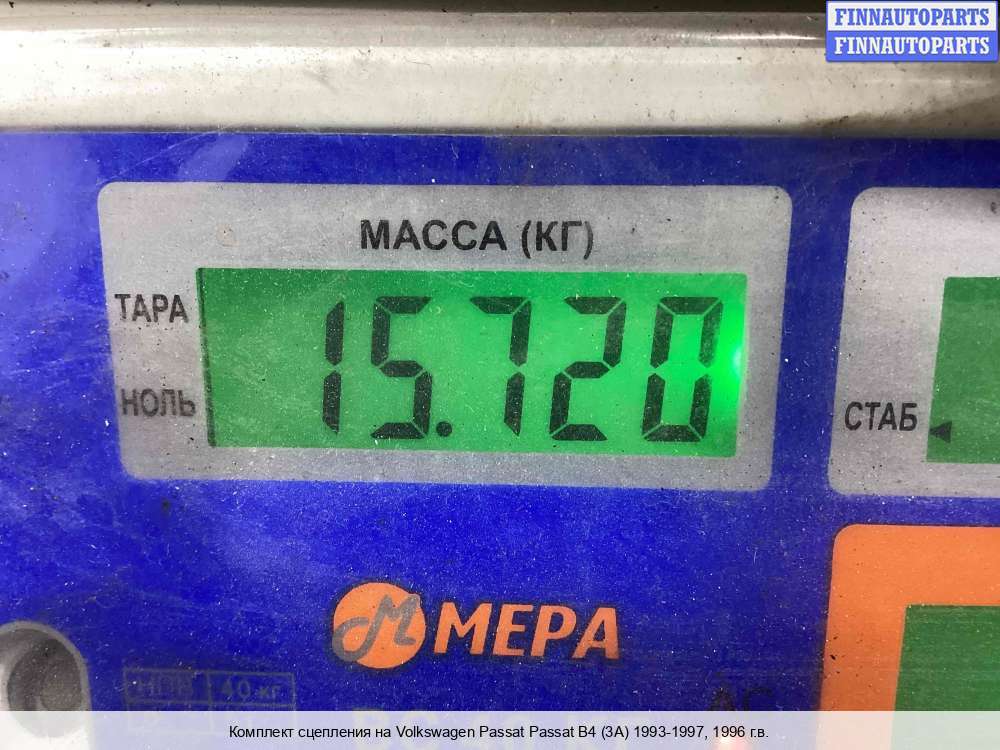 FINNAUTOPARTS
FINNAUTOPARTS
МАССА (КГ)
ТАРА
15.720
НОЛЬ
СТАБ
МЕРА
НПВ 40 кг
Комплект сцепления на Volkswagen Passat Passat B4 (3A) 1993-1997, 1996 г.в.